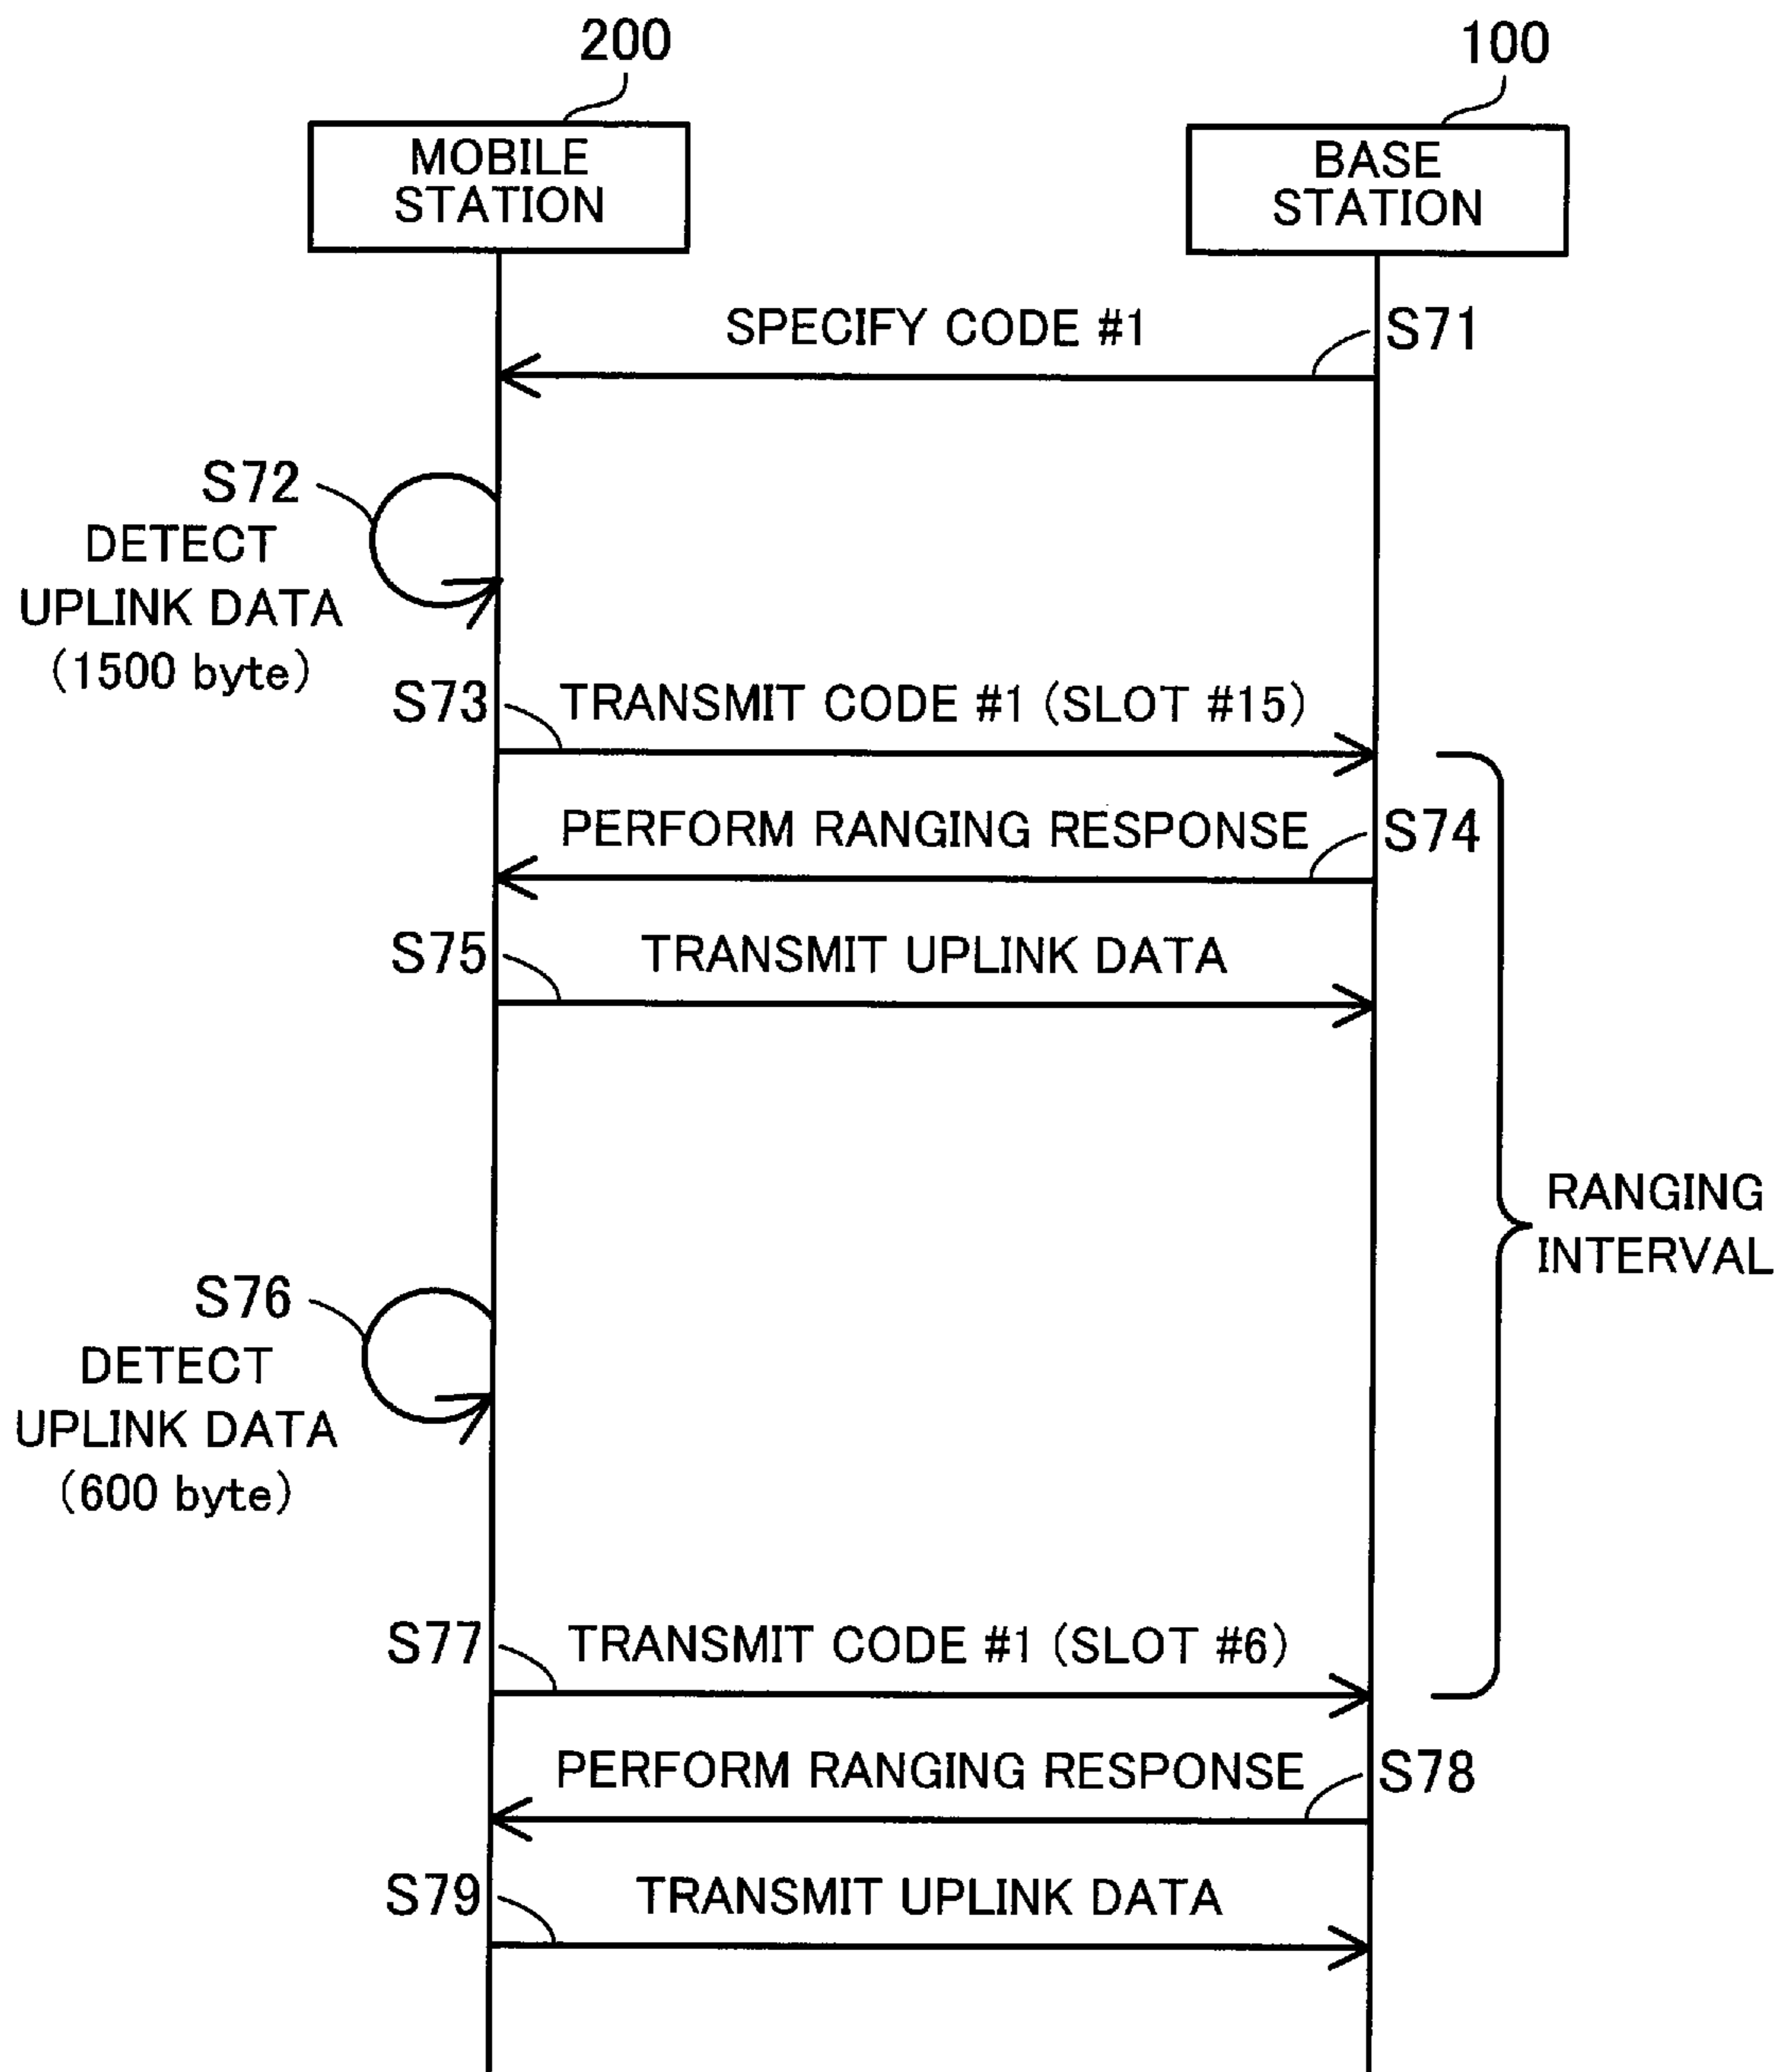 200
100
MOBILE
STATION
BASE
STATION
SPECIFY CODE #1
S71
S72
DETECT
UPLINK DATA
(1500 byte)
S73
TRANSMIT CODE #1 (SLOT #15)
PERFORM RANGING RESPONSE
S74
S75
TRANSMIT UPLINK DATA
RANGING
INTERVAL
S76
DETECT
UPLINK DATA
(600 byte)
S77
TRANSMIT CODE #1 (SLOT #6)
PERFORM RANGING RESPONSE
S78
S79
TRANSMIT UPLINK DATA